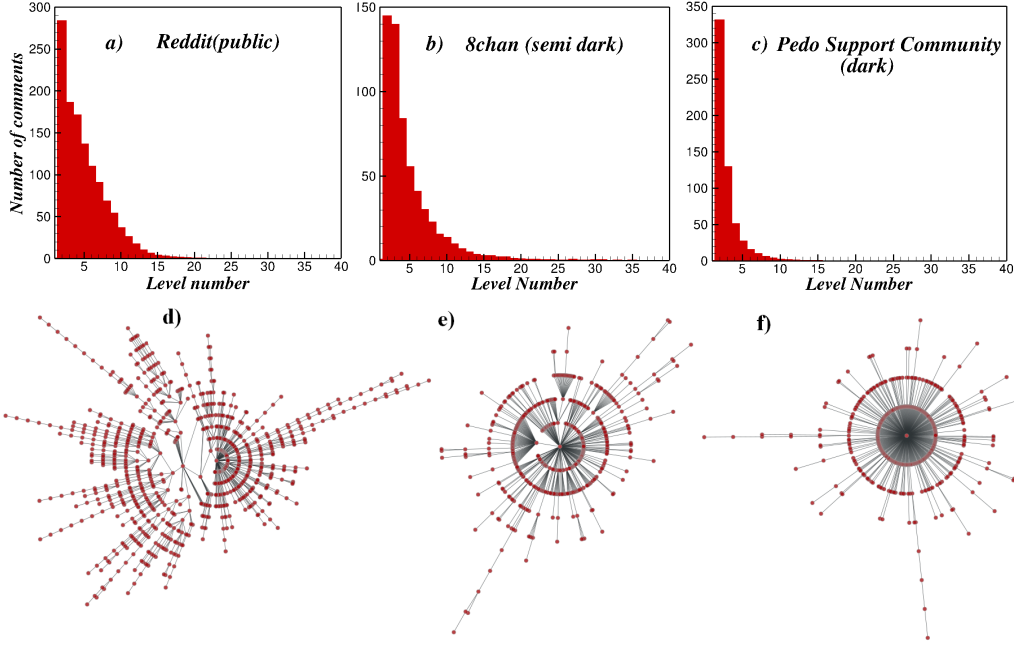 a) Reddit(public)
300
250
200
150
100
50
0
Number of comments
5 10 15 20 25 30 35 40
Level number
b) 8chan (semi dark)
150
100
50
0
5 10 15 20 25 30 35 40
Level Number
c) Pedo Support Community
(dark)
350
300
250
200
150
100
50
0
5 10 15 20 25 30 35 40
Level Number
d)
e)
f)